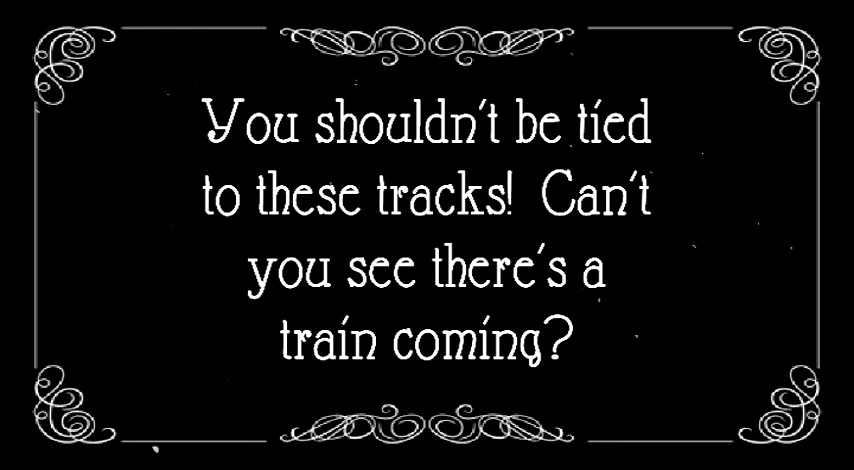 You shouldn't be tied
to these tracks!  Can't
you see there's a
train coming?